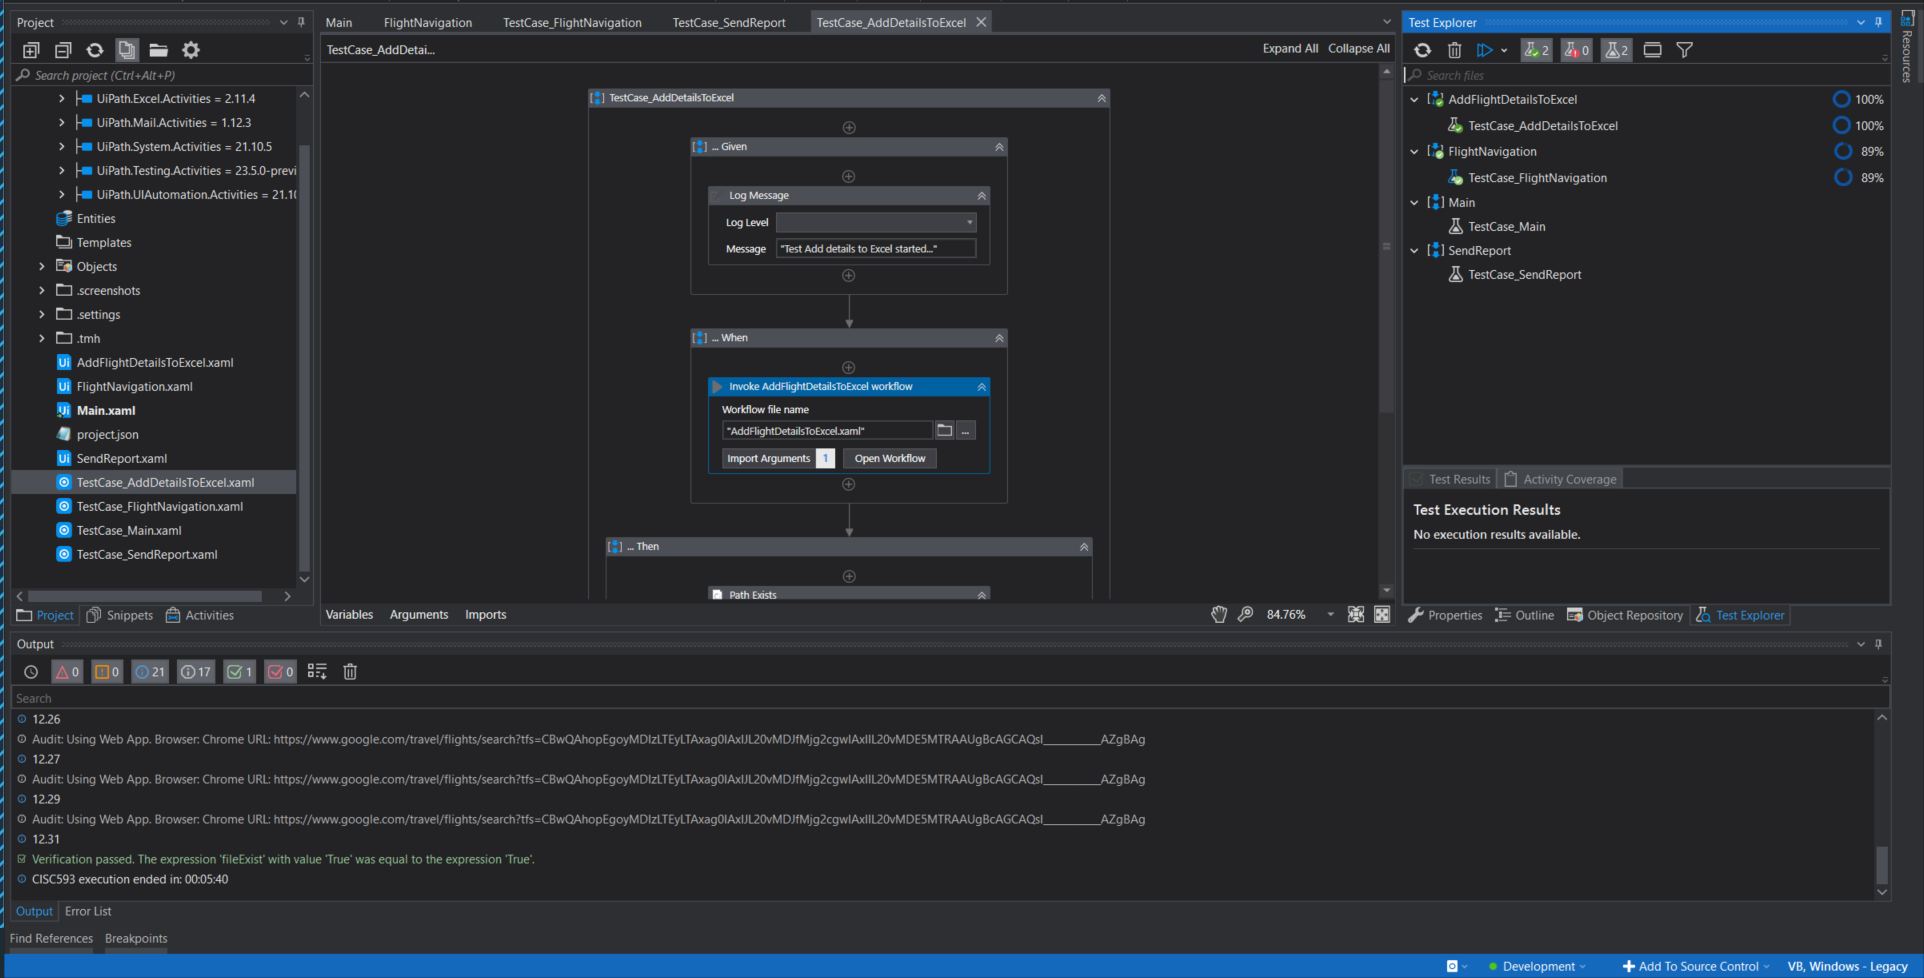 Project
Main
FlightNavigation
TestCase_FlightNavigation
TestCase_SendReport
TestCase_AddDetailsToExcel
Test Explorer
Resources
TestCase_AddDetai...
Expand All
Collapse All
2
0
2
Search project (Ctrl+Alt+P)
Search files
UiPath.Excel.Activities = 2.11.4
UiPath.Mail.Activities = 1.12.3
UiPath.System.Activities = 21.10.5
UiPath.Testing.Activities = 23.5.0-previ
UiPath.UIAutomation.Activities = 21.10
Entities
Templates
Objects
.screenshots
.settings
.tmh
AddFlightDetailsToExcel.xaml
FlightNavigation.xaml
Main.xaml
project.json
SendReport.xaml
TestCase_AddDetailsToExcel.xaml
TestCase_FlightNavigation.xaml
TestCase_Main.xaml
TestCase_SendReport.xaml
Project
Snippets
Activities
TestCase_AddDetailsToExcel
... Given
Log Message
Log Level
Message
"Test Add details to Excel started..."
... When
Invoke AddFlightDetailsToExcel workflow
Workflow file name
"AddFlightDetailsToExcel.xaml"
...
Import Arguments 1
Open Workflow
... Then
Path Exists
Variables
Arguments
Imports
84.76%
AddFlightDetailsToExcel 100%
TestCase_AddDetailsToExcel 100%
FlightNavigation 89%
TestCase_FlightNavigation 89%
Main
TestCase_Main
SendReport
TestCase_SendReport
Test Results
Activity Coverage
Test Execution Results
No execution results available.
Properties
Outline
Object Repository
Test Explorer
Output
0
0
21
17
1
0
Search
12.26
Audit: Using Web App. Browser: Chrome URL: https://www.google.com/travel/flights/search?tfs=CBwQAhopEgoyMDIzLTEyLTAxag0IAxIJL20vMDJfMjg2cgwIAxIIL20vMDE5MTRAAUgBcAGCAQsI__________AZgBAg
12.27
Audit: Using Web App. Browser: Chrome URL: https://www.google.com/travel/flights/search?tfs=CBwQAhopEgoyMDIzLTEyLTAxag0IAxIJL20vMDJfMjg2cgwIAxIIL20vMDE5MTRAAUgBcAGCAQsI__________AZgBAg
12.29
Audit: Using Web App. Browser: Chrome URL: https://www.google.com/travel/flights/search?tfs=CBwQAhopEgoyMDIzLTEyLTAxag0IAxIJL20vMDJfMjg2cgwIAxIIL20vMDE5MTRAAUgBcAGCAQsI__________AZgBAg
12.31
Verification passed. The expression 'fileExist' with value 'True' was equal to the expression 'True'.
CISC593 execution ended in: 00:05:40
Output
Error List
Find References
Breakpoints
Development
Add To Source Control
VB, Windows - Legacy